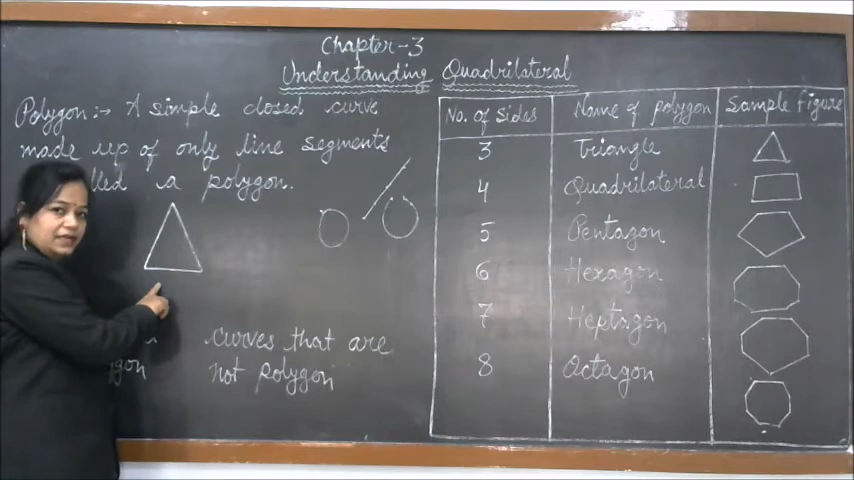 Chapter-3
Understanding Quadrilateral
Polygon:- A simple closed curve
made up of only line segments
called a polygon.
curves that are
not polygon
No. of Sides Name of polygon Sample figure
3 Triangle
4 Quadrilateral
5 Pentagon
6 Hexagon
7 Heptagon
8 Octagon